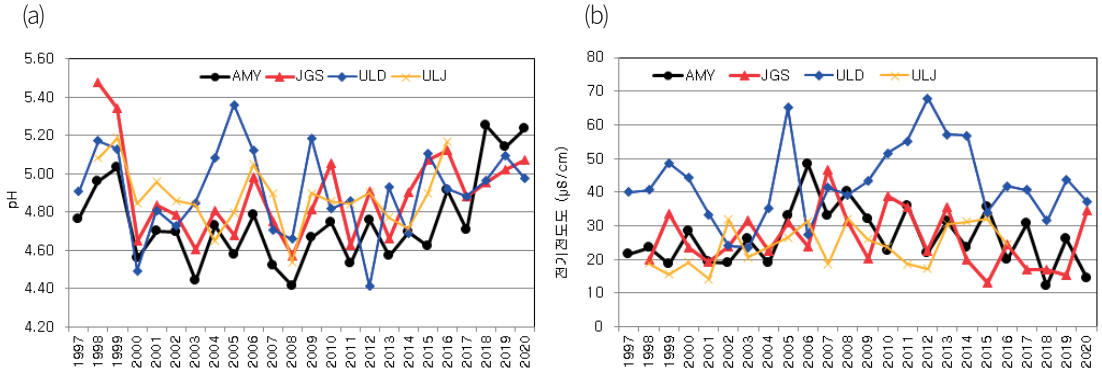 (a)
5.60
5.40
5.20
5.00
4.80
4.60
4.40
4.20
pH
AMY JGS ULD ULJ
1997 1998 1999 2000 2001 2002 2003 2004 2005 2006 2007 2008 2009 2010 2011 2012 2013 2014 2015 2016 2017 2018 2019 2020
(b)
80
70
60
50
40
30
20
10
0
전기전도도 (μS/cm)
AMY JGS ULD ULJ
1997 1998 1999 2000 2001 2002 2003 2004 2005 2006 2007 2008 2009 2010 2011 2012 2013 2014 2015 2016 2017 2018 2019 2020